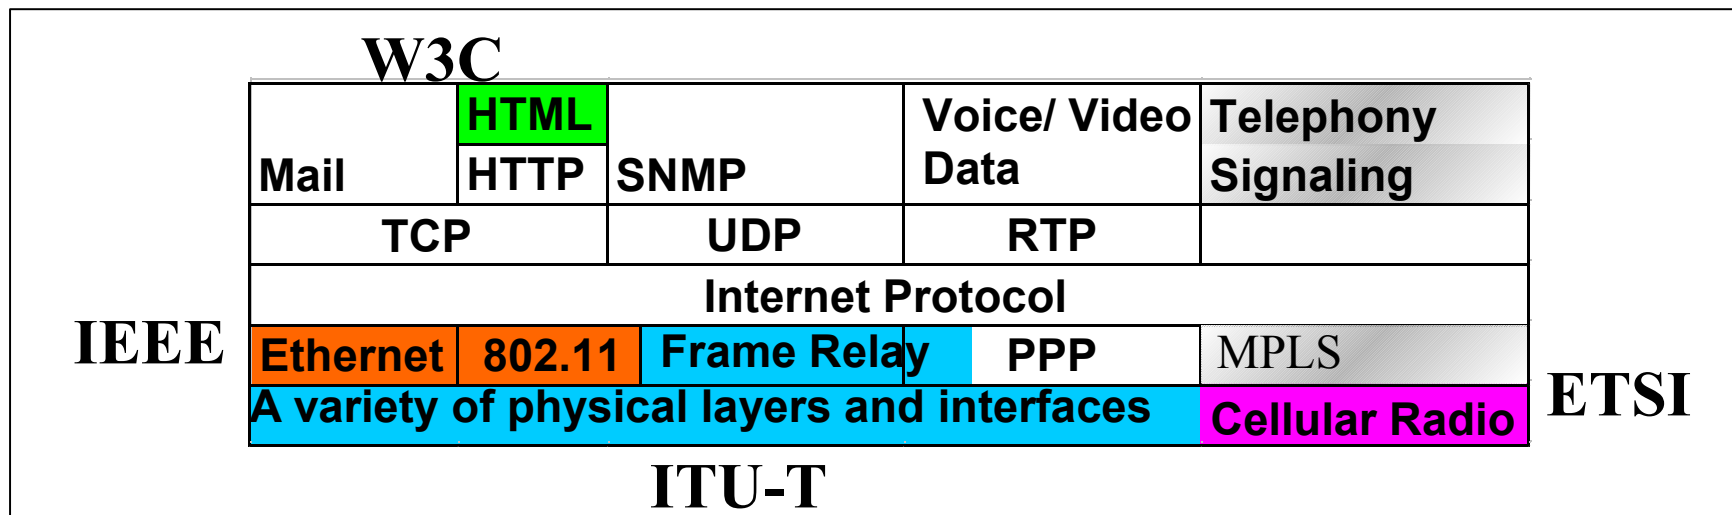 W3C
HTML
Voice/ Video
Telephony
Mail
HTTP
SNMP
Data
Signaling
TCP
UDP
RTP
Internet Protocol
IEEE
Ethernet
802.11
Frame Relay
PPP
MPLS
A variety of physical layers and interfaces
Cellular Radio
ETSI
ITU-T